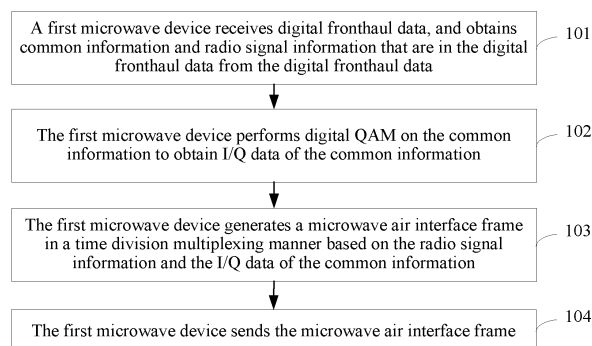 A first microwave device receives digital fronthaul data, and obtains
common information and radio signal information that are in the digital
fronthaul data from the digital fronthaul data
101
The first microwave device performs digital QAM on the common
information to obtain I/Q data of the common information
102
The first microwave device generates a microwave air interface frame
in a time division multiplexing manner based on the radio signal
information and the I/Q data of the common information
103
The first microwave device sends the microwave air interface frame
104